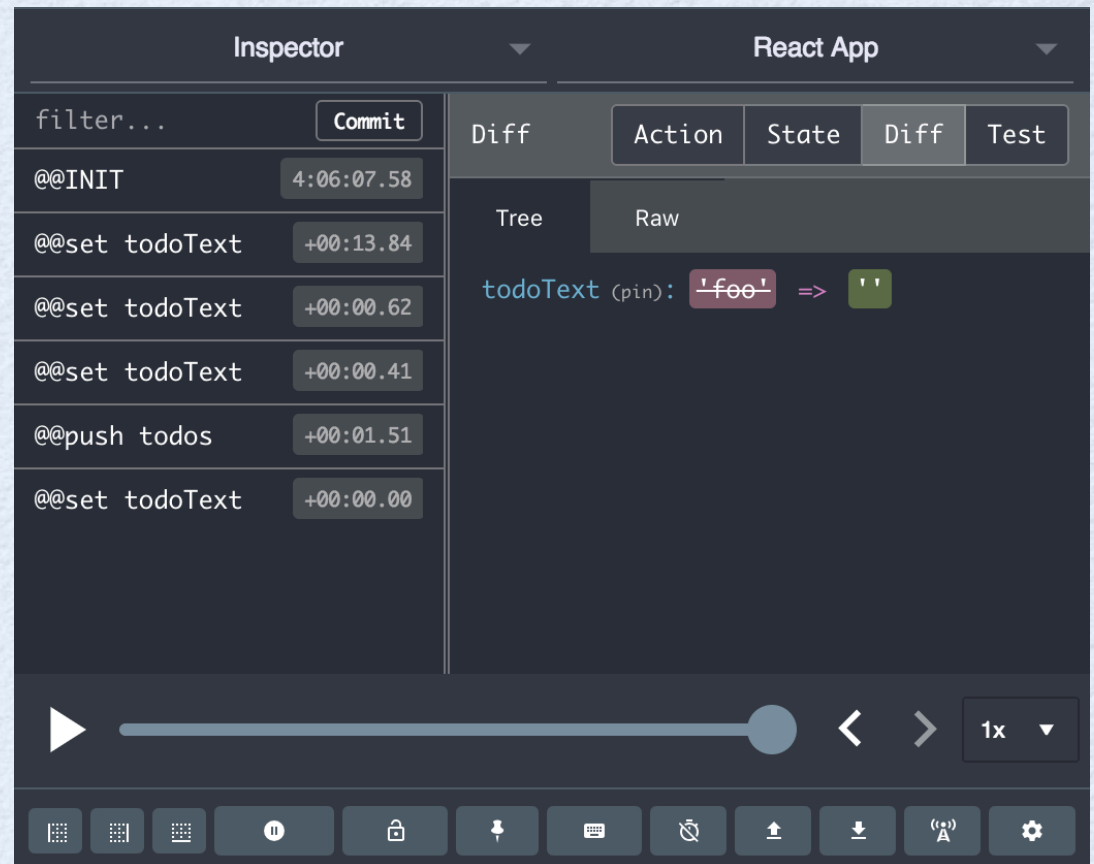 Inspector
React App
filter...
Commit
@@INIT
4:06:07.58
@@set todoText
+00:13.84
@@set todoText
+00:00.62
@@set todoText
+00:00.41
@@push todos
+00:01.51
@@set todoText
+00:00.00
Diff
Action
State
Diff
Test
Tree
Raw
todoText (pin): 'foo' => ''
1x